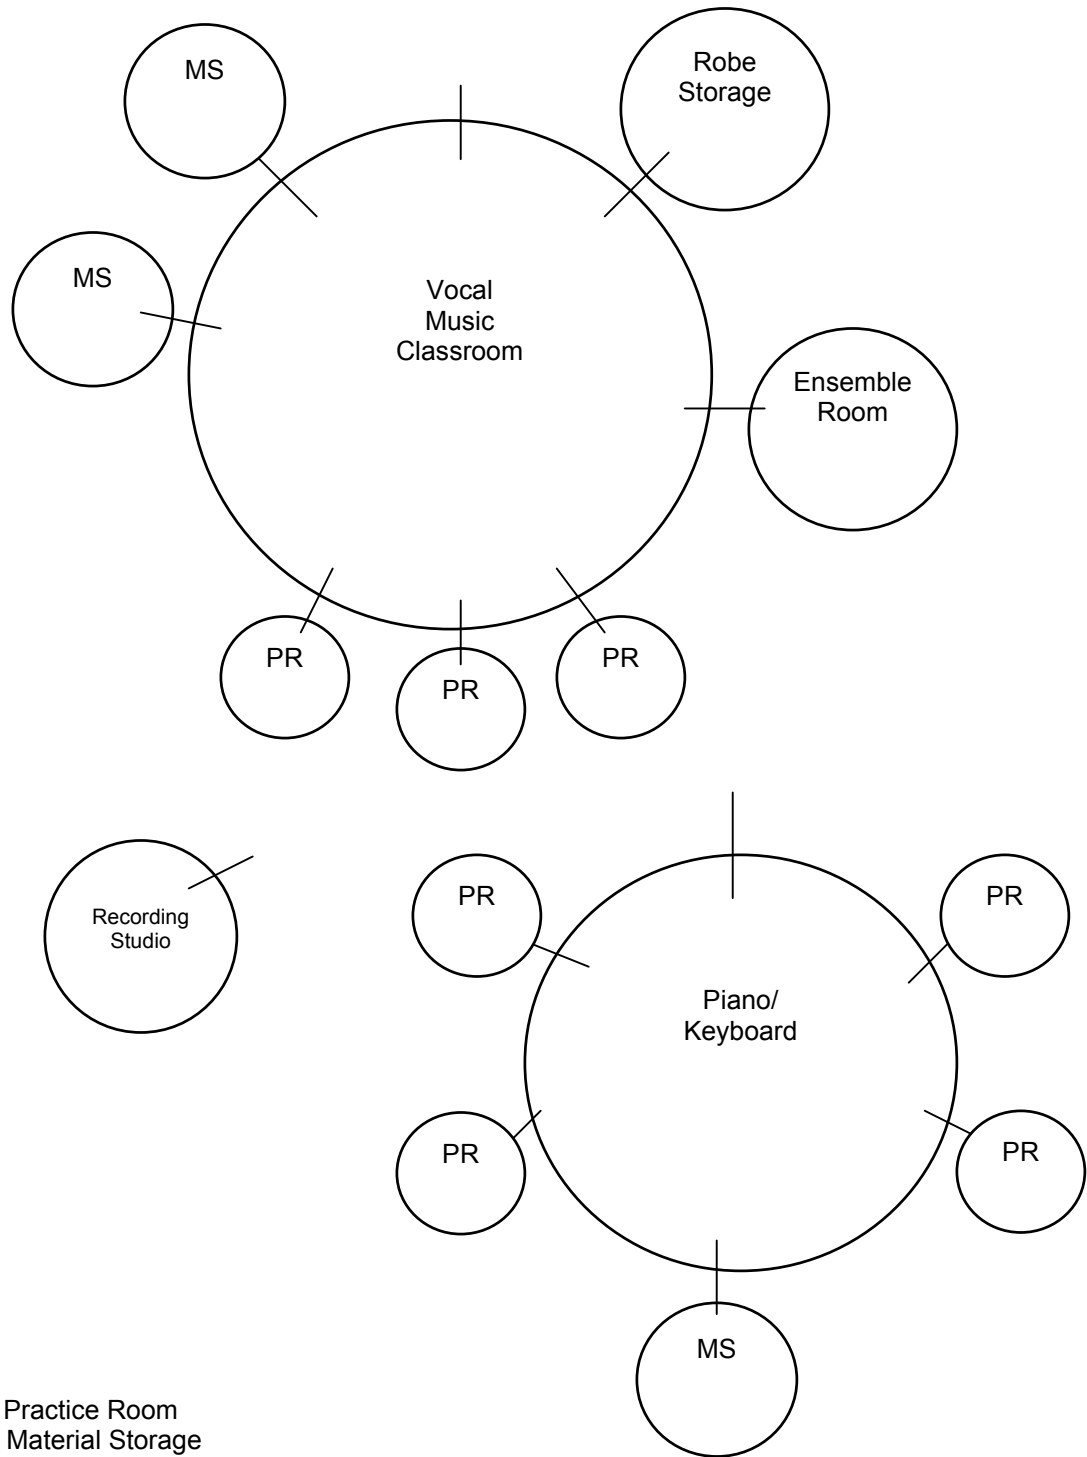 MS
Robe
Storage
MS
Vocal
Music
Classroom
Ensemble
Room
PR
PR
PR
Recording
Studio
PR
PR
Piano/
Keyboard
PR
PR
MS
Practice Room
Material Storage